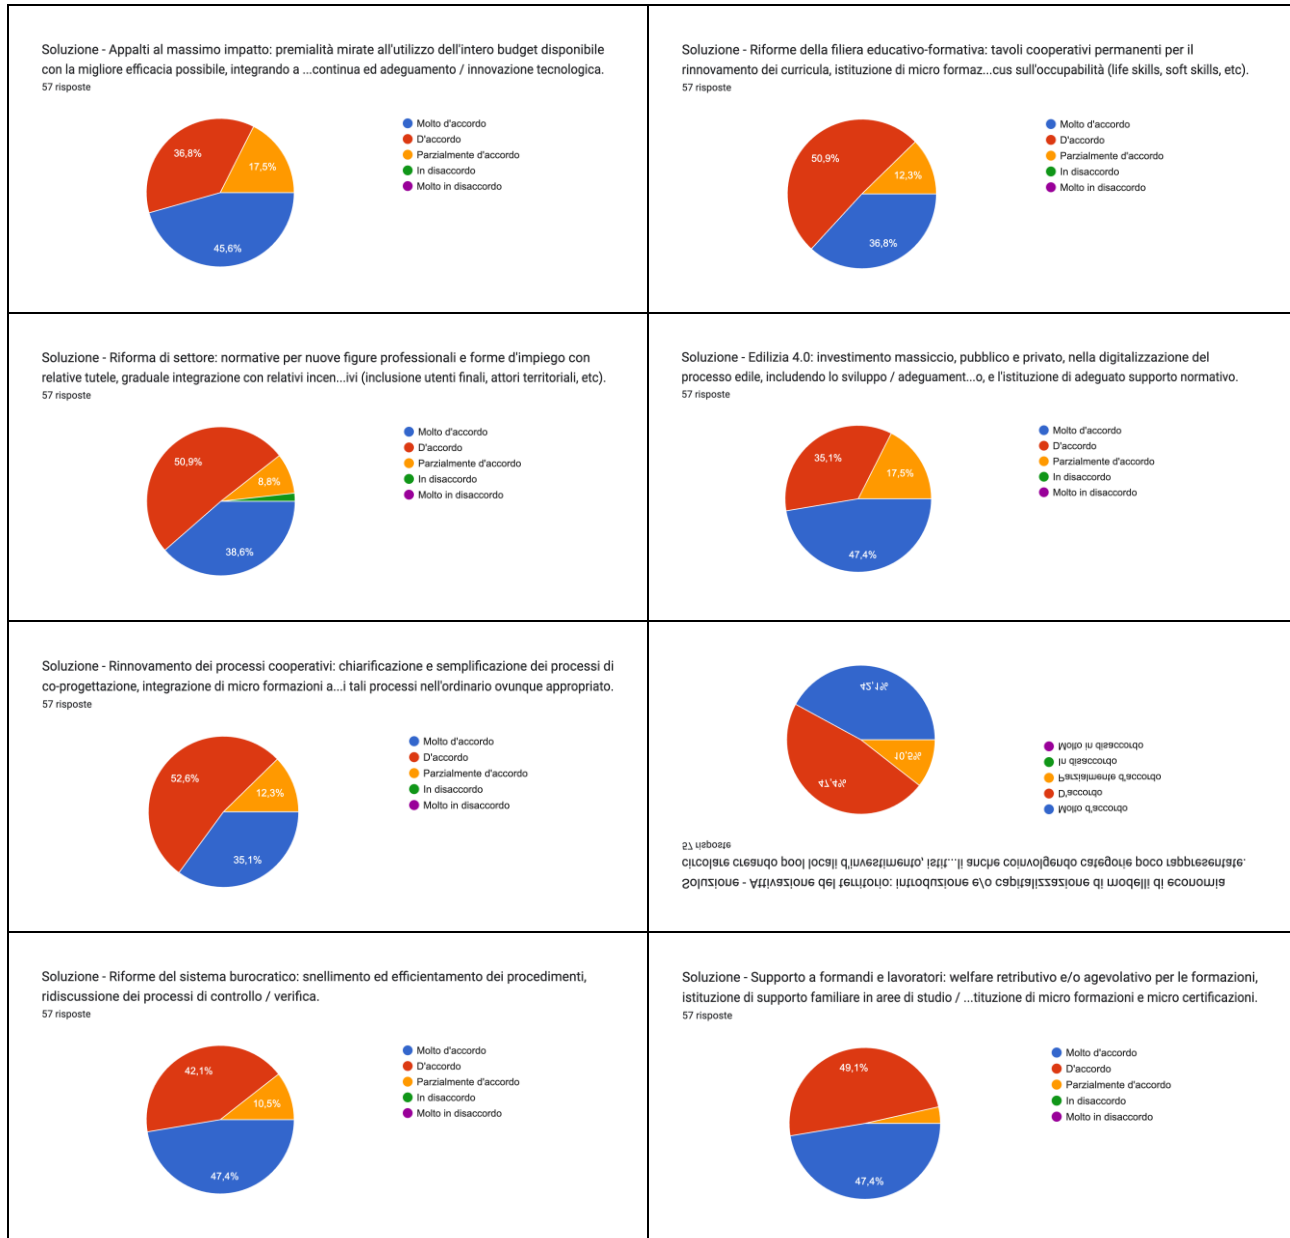 Soluzione - Appalti al massimo impatto: premialità mirate all'utilizzo dell'intero budget disponibile
con la migliore efficacia possibile, integrando a ...continua ed adeguamento / innovazione tecnologica.
57 risposte
Molto d'accordo
D'accordo
Parzialmente d'accordo
In disaccordo
Molto in disaccordo
36,8%
17,5%
45,6%
Soluzione - Riforme della filiera educativo-formativa: tavoli cooperativi permanenti per il
rinnovamento dei curricula, istituzione di micro formaz...cus sull'occupabilità (life skills, soft skills, etc).
57 risposte
Molto d'accordo
D'accordo
Parzialmente d'accordo
In disaccordo
Molto in disaccordo
50,9%
12,3%
36,8%
Soluzione - Riforma di settore: normative per nuove figure professionali e forme d'impiego con
relative tutele, graduale integrazione con relativi incen...ivi (inclusione utenti finali, attori territoriali, etc).
57 risposte
Molto d'accordo
D'accordo
Parzialmente d'accordo
In disaccordo
Molto in disaccordo
50,9%
8,8%
38,6%
Soluzione - Edilizia 4.0: investimento massiccio, pubblico e privato, nella digitalizzazione del
processo edile, includendo lo sviluppo / adeguament...o, e l'istituzione di adeguato supporto normativo.
57 risposte
Molto d'accordo
D'accordo
Parzialmente d'accordo
In disaccordo
Molto in disaccordo
35,1%
17,5%
47,4%
Soluzione - Rinnovamento dei processi cooperativi: chiarificazione e semplificazione dei processi di
co-progettazione, integrazione di micro formazioni a...i tali processi nell'ordinario ovunque appropriato.
57 risposte
Molto d'accordo
D'accordo
Parzialmente d'accordo
In disaccordo
Molto in disaccordo
52,6%
12,3%
35,1%
Soluzione - Attivazione del territorio: introduzione e/o capitalizzazione di modelli di economia
circolare creando pool locali d'investimento, istit...li anche coinvolgendo categorie poco rappresentate.
57 risposte
Molto d'accordo
D'accordo
Parzialmente d'accordo
In disaccordo
Molto in disaccordo
47,4%
10,5%
42,1%
Soluzione - Riforme del sistema burocratico: snellimento ed efficientamento dei procedimenti,
ridiscussione dei processi di controllo / verifica.
57 risposte
Molto d'accordo
D'accordo
Parzialmente d'accordo
In disaccordo
Molto in disaccordo
42,1%
10,5%
47,4%
Soluzione - Supporto a formandi e lavoratori: welfare retributivo e/o agevolativo per le formazioni,
istituzione di supporto familiare in aree di studio / ...tituzione di micro formazioni e micro certificazioni.
57 risposte
Molto d'accordo
D'accordo
Parzialmente d'accordo
In disaccordo
Molto in disaccordo
49,1%
47,4%